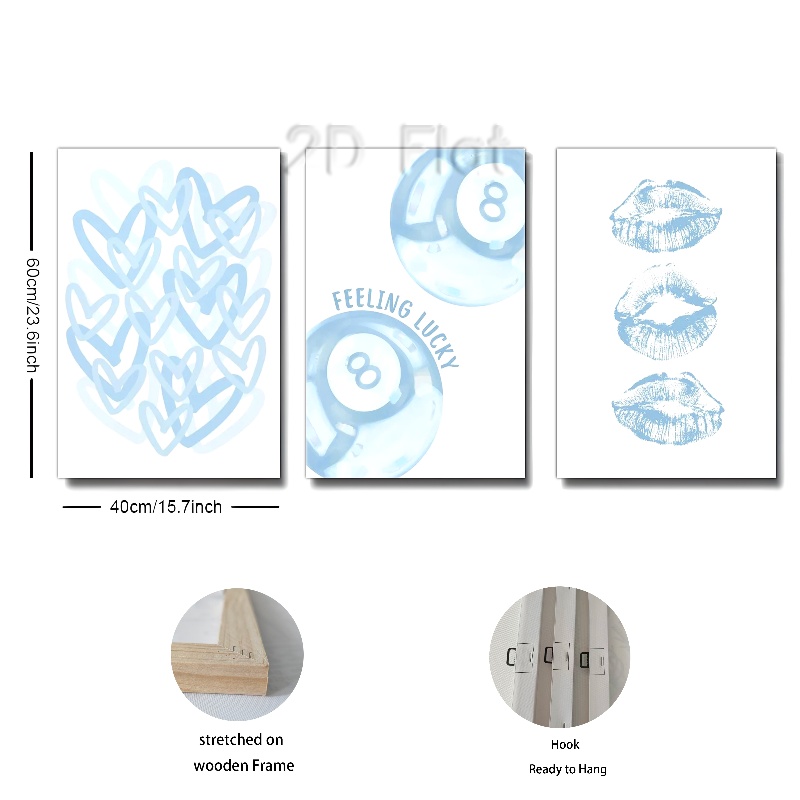 2D Flat
8
FEELING LUCKY
8
60cm/23.6inch
40cm/15.7inch
stretched on
wooden Frame
Hook
Ready to Hang